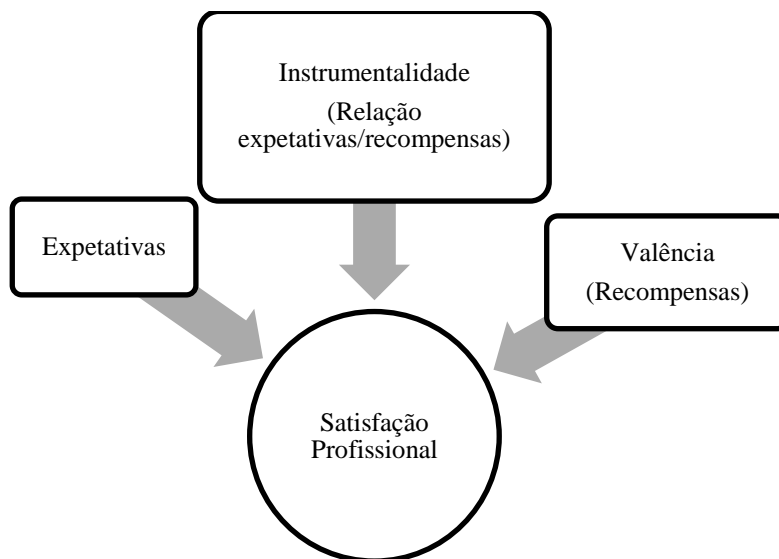 Instrumentalidade
(Relação
expetativas/recompensas)
Expetativas
Valência
(Recompensas)
Satisfação
Profissional